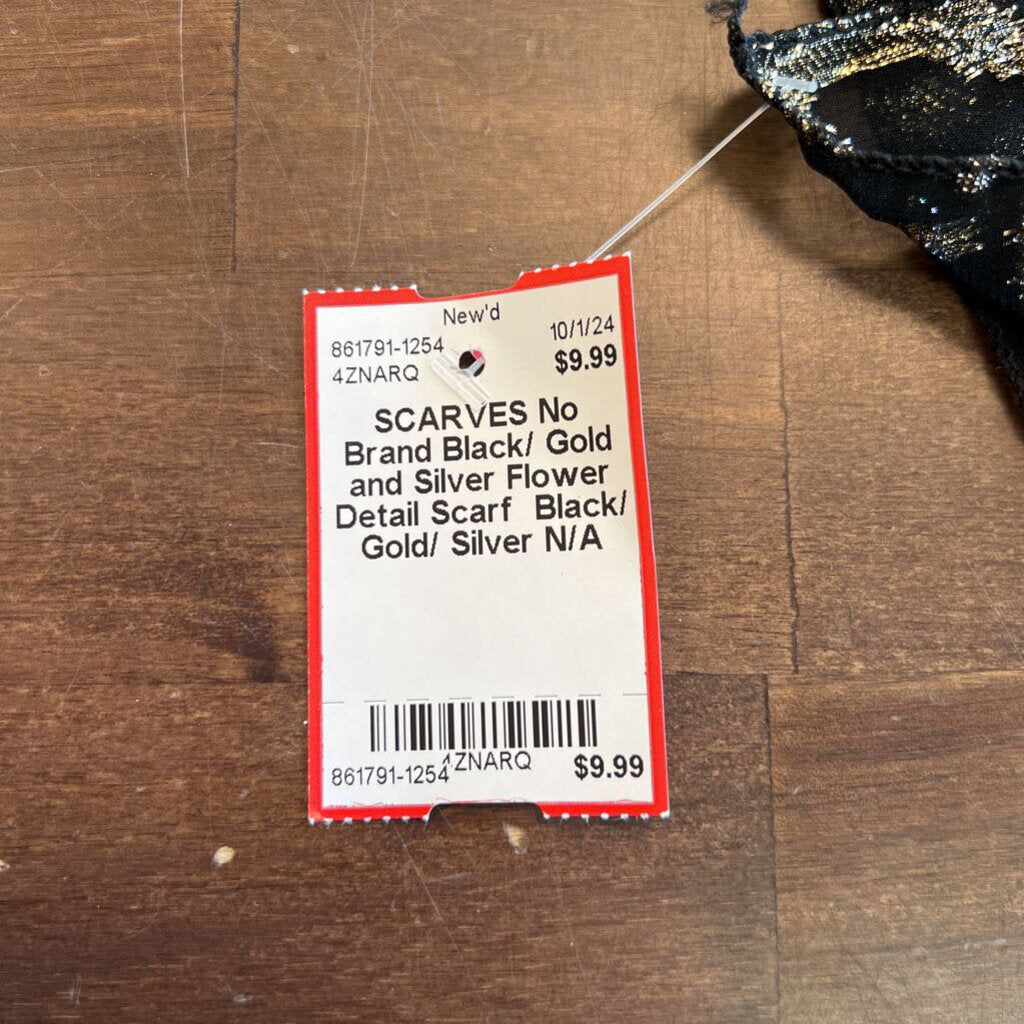 New'd
861791-1254 10/1/24
4ZNARQ $9.99
SCARVES No
Brand Black/ Gold
and Silver Flower
Detail Scarf Black/
Gold/ Silver N/A
4ZNARQ
861791-1254 $9.99